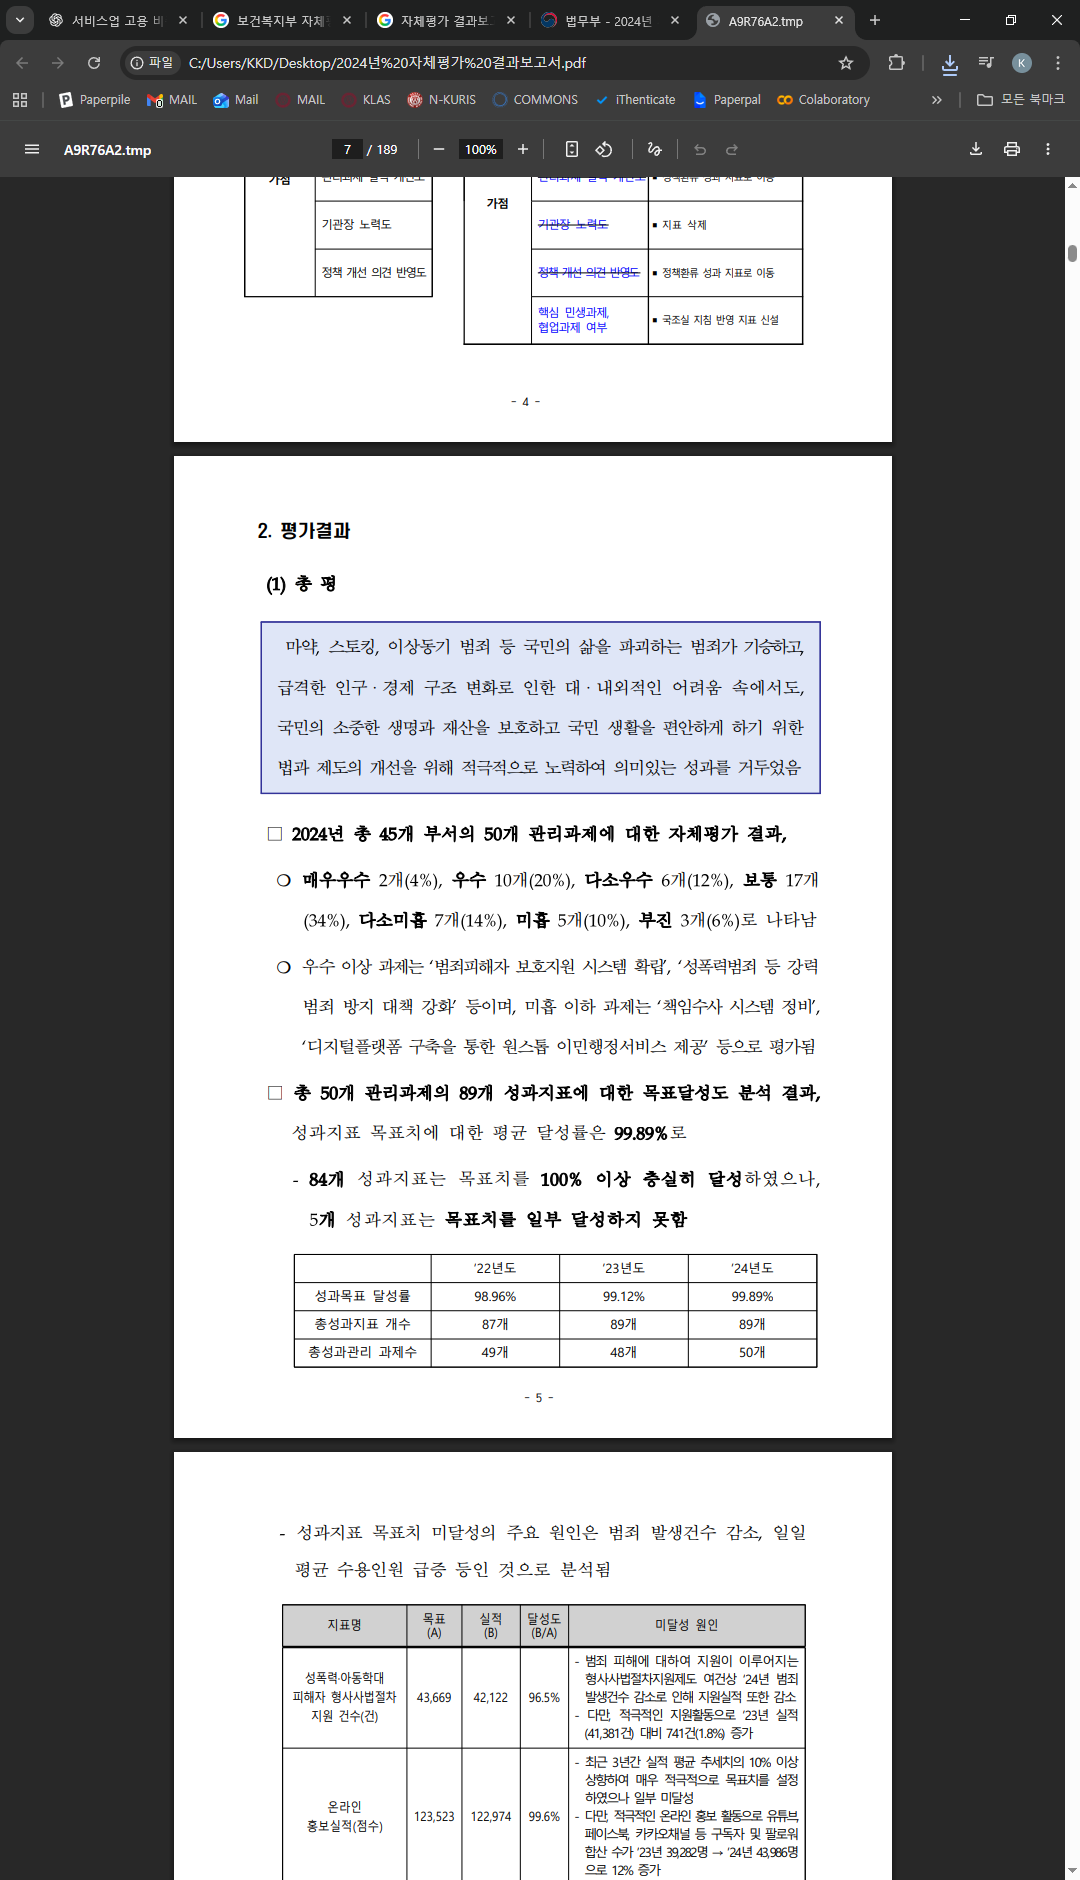 서비스업 고용 비
보건복지부 자체
자체평가 결과보
법무부 - 2024년
A9R76A2.tmp
파일
C:/Users/KKD/Desktop/2024년%20자체평가%20결과보고서.pdf
K
Paperpile
MAIL
Mail
MAIL
KLAS
N-KURIS
COMMONS
iThenticate
Paperpal
Colaboratory
모든 북마크
A9R76A2.tmp
7 / 189
100%
가점
관리과제 실적 개선도
기관장 노력도
정책 개선 의견 반영도
가점
관리과제 실적 개선도
▪ 정책환류 성과 지표로 이동
기관장 노력도
▪ 지표 삭제
정책 개선 의견 반영도
▪ 정책환류 성과 지표로 이동
핵심 민생과제,
협업과제 여부
▪ 국조실 지침 반영 지표 신설
- 4 -
2. 평가결과
(1) 총 평
마약, 스토킹, 이상동기 범죄 등 국민의 삶을 파괴하는 범죄가 기승하고,
급격한 인구·경제 구조 변화로 인한 대·내외적인 어려움 속에서도,
국민의 소중한 생명과 재산을 보호하고 국민 생활을 편안하게 하기 위한
법과 제도의 개선을 위해 적극적으로 노력하여 의미있는 성과를 거두었음
□ 2024년 총 45개 부서의 50개 관리과제에 대한 자체평가 결과,
❍ 매우우수 2개(4%), 우수 10개(20%), 다소우수 6개(12%), 보통 17개
(34%), 다소미흡 7개(14%), 미흡 5개(10%), 부진 3개(6%)로 나타남
❍ 우수 이상 과제는 ‘범죄피해자 보호지원 시스템 확립’, ‘성폭력범죄 등 강력
범죄 방지 대책 강화’ 등이며, 미흡 이하 과제는 ‘책임수사 시스템 정비’,
‘디지털플랫폼 구축을 통한 원스톱 이민행정서비스 제공’ 등으로 평가됨
□ 총 50개 관리과제의 89개 성과지표에 대한 목표달성도 분석 결과,
성과지표 목표치에 대한 평균 달성률은 99.89%로
- 84개 성과지표는 목표치를 100% 이상 충실히 달성하였으나,
5개 성과지표는 목표치를 일부 달성하지 못함
'22년도 '23년도 '24년도
성과목표 달성률 98.96% 99.12% 99.89%
총성과지표 개수 87개 89개 89개
총성과관리 과제수 49개 48개 50개
- 5 -
- 성과지표 목표치 미달성의 주요 원인은 범죄 발생건수 감소, 일일
평균 수용인원 급증 등인 것으로 분석됨
지표명 목표 (A) 실적 (B) 달성도 (B/A) 미달성 원인
성폭력·아동학대
피해자 형사사법절차
지원 건수(건)
43,669 42,122 96.5%
- 범죄 피해에 대하여 지원이 이루어지는
형사사법절차지원제도 여건상 ’24년 범죄
발생건수 감소로 인해 지원실적 또한 감소
- 다만, 적극적인 지원활동으로 ’23년 실적
(41,381건) 대비 741건(1.8%) 증가
온라인
홍보실적(점수)
123,523 122,974 99.6%
- 최근 3년간 실적 평균 추세치의 10% 이상
상향하여 매우 적극적으로 목표치를 설정
하였으나 일부 미달성
- 다만, 적극적인 온라인 홍보 활동으로 유튜브,
페이스북, 카카오채널 등 구독자 및 팔로워
합산 수가 ’23년 39,282명 → ’24년 43,986명
으로 12% 증가